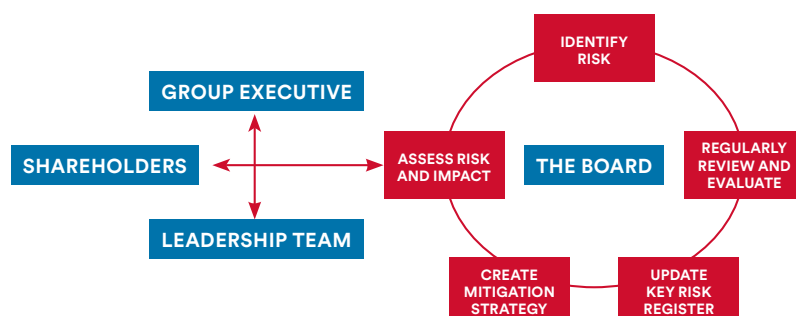 IDENTIFY
RISK
GROUP EXECUTIVE
SHAREHOLDERS
ASSESS RISK
AND IMPACT
THE BOARD
REGULARLY
REVIEW AND
EVALUATE
LEADERSHIP TEAM
CREATE
MITIGATION
STRATEGY
UPDATE
KEY RISK
REGISTER